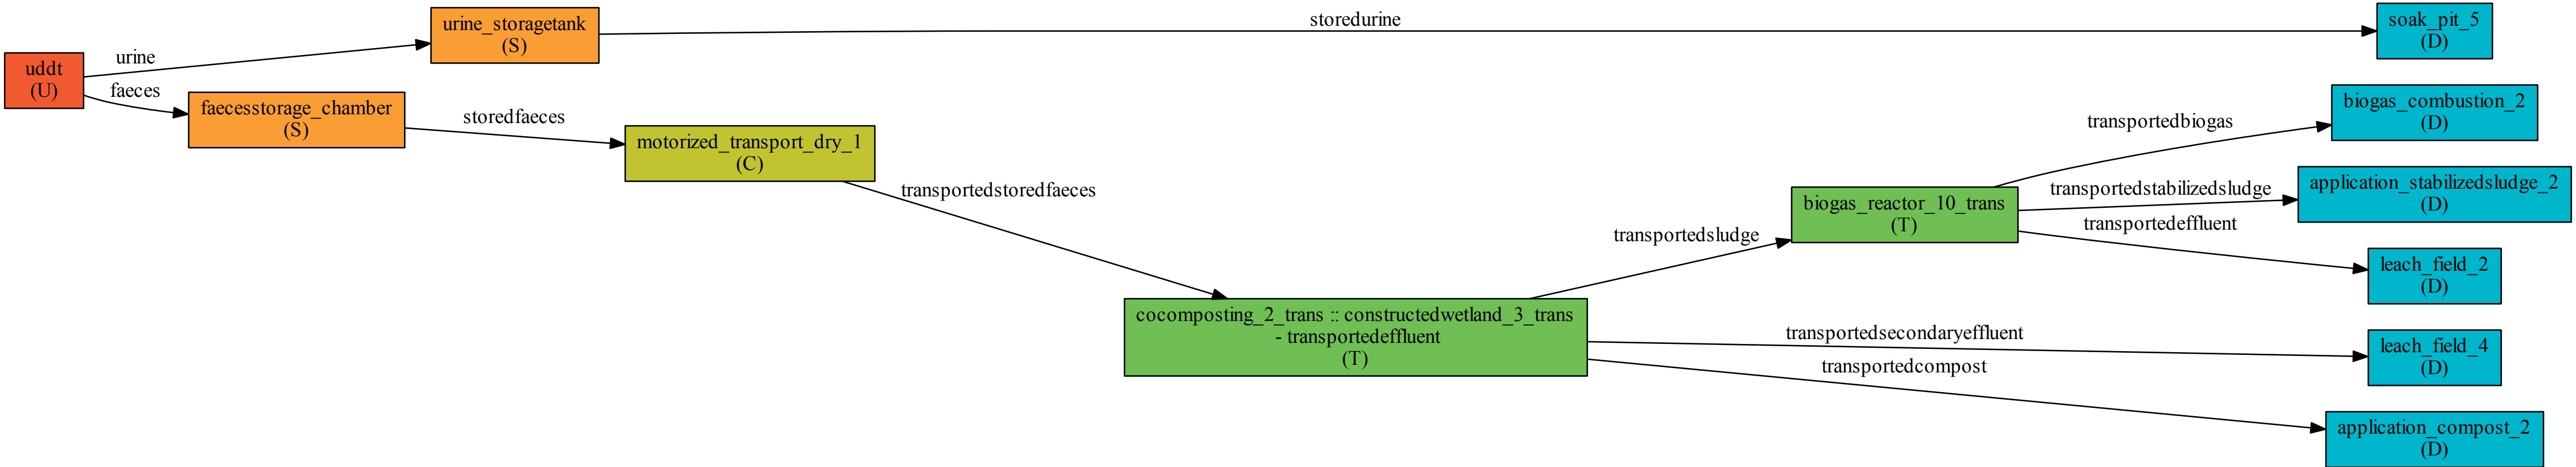 uddt
(U)
urine
faeces
urine_storagetank
(S)
faecesstorage_chamber
(S)
storedurine
storedfaeces
motorized_transport_dry_1
(C)
transportedstoredfaeces
cocomposting_2_trans :: constructedwetland_3_trans
- transportedeffluent
(T)
transportedsludge
biogas_reactor_10_trans
(T)
transportedbiogas
transportedstabilizedsludge
transportedeffluent
transportedsecondaryeffluent
transportedcompost
soak_pit_5
(D)
biogas_combustion_2
(D)
application_stabilizedsludge_2
(D)
leach_field_2
(D)
leach_field_4
(D)
application_compost_2
(D)